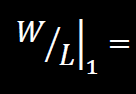 W/L|₁ =